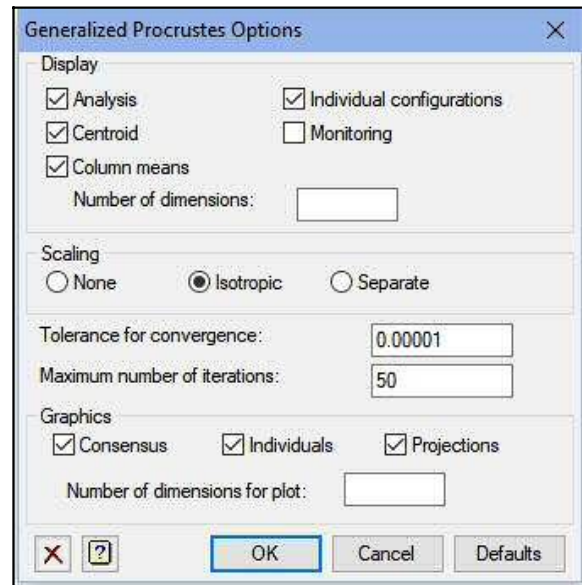 Generalized Procrustes Options
Display
Analysis
Individual configurations
Centroid
Monitoring
Column means
Number of dimensions:
Scaling
None
Isotropic
Separate
Tolerance for convergence:
0.00001
Maximum number of iterations:
50
Graphics
Consensus
Individuals
Projections
Number of dimensions for plot:
OK
Cancel
Defaults